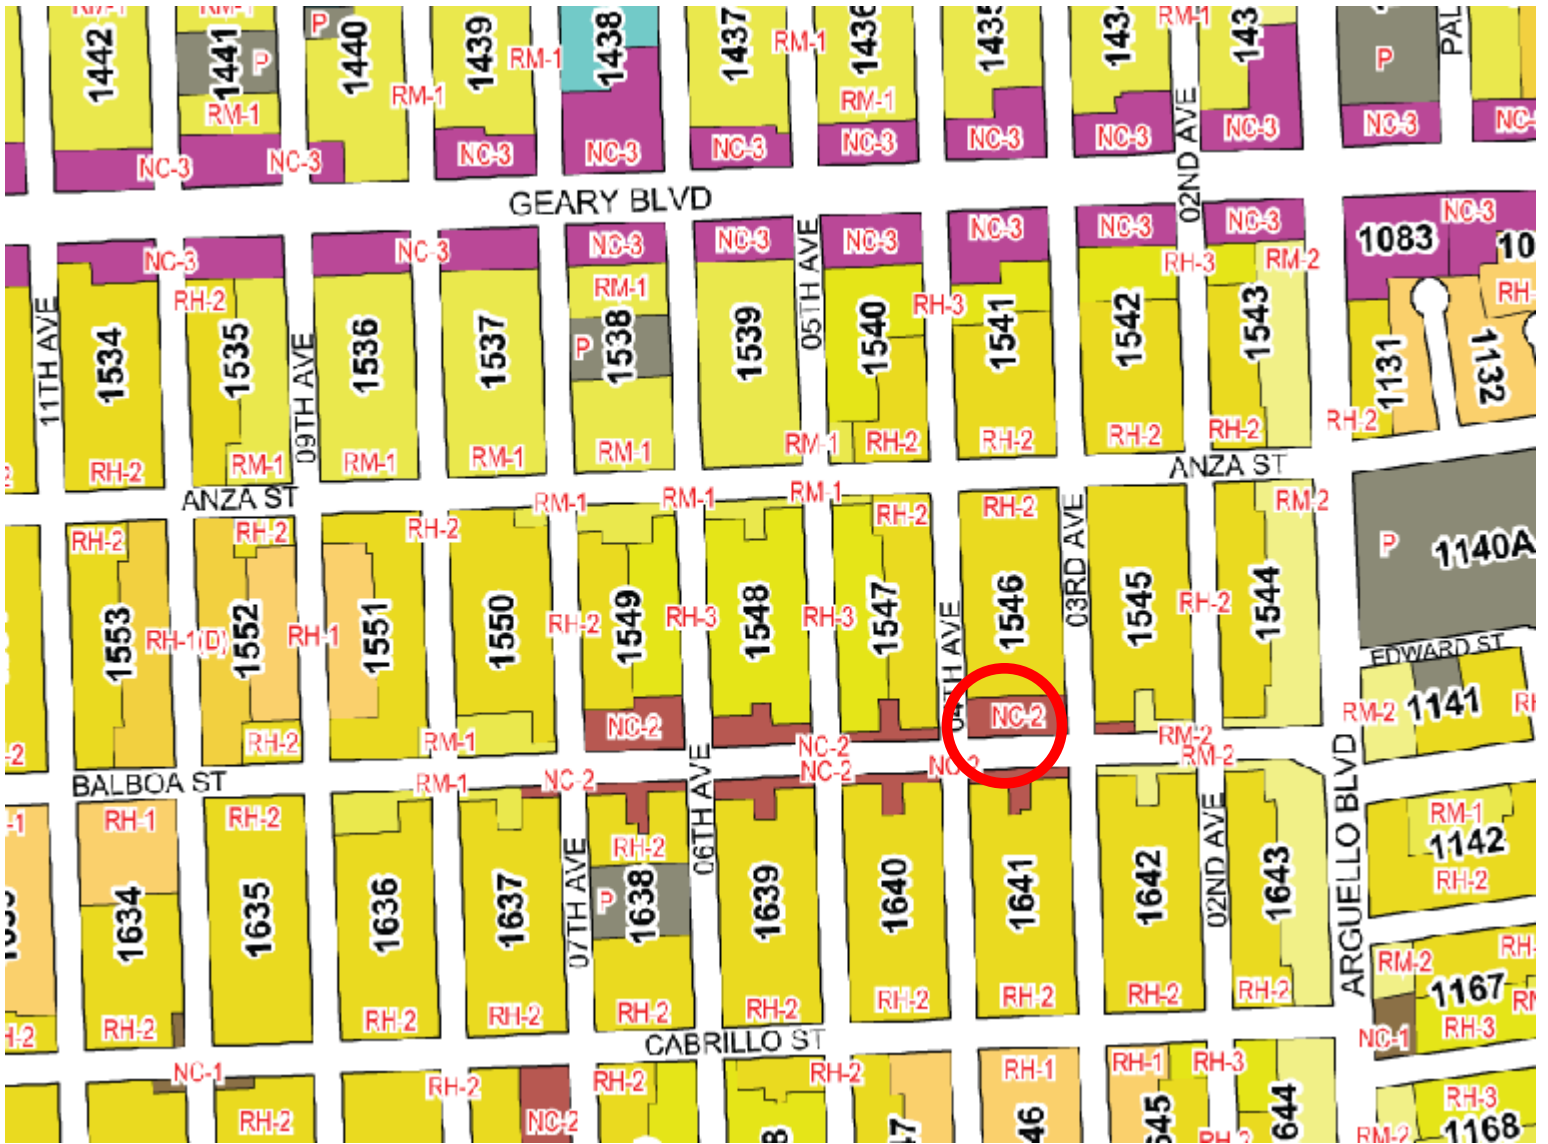 RM-1
RM-1
1442
1441
P
RM-1
P
1440
RM-1
1439
RM-1
1438
1437
RM-1
1436
RM-1
RM-1
1435
1434
P
NC-3
NC-3
NC-3
NC-3
NC-3
NC-3
NC-3
NC-3
NC-3
NC-3
02ND AVE
GEARY BLVD
NC-3
NC-3
NC-3
NC-3
NC-3
NC-3
NC-3
NC-3
NC-3
1083
RH-2
RM-1
RH-3
RH-3
RM-2
11TH AVE
1534
1535
09TH AVE
1536
1537
P
1538
1539
05TH AVE
1540
1541
1542
1543
1131
1132
RH-2
RM-1
RM-1
RM-1
RM-1
RM-1
RH-2
RH-2
RH-2
RH-2
RH-2
ANZA ST
ANZA ST
RM-1
RM-1
RM-1
RH-2
RH-2
RM-2
RH-2
RH-2
RH-2
03RD AVE
P
1140A
1553
RH-1(D)
1552
RH-1
1551
1550
RH-2
1549
RH-3
1548
RH-3
1547
04TH AVE
1546
1545
RH-2
1544
EDWARD ST
RH-2
RM-1
NC-2
NC-2
NC-2
RM-2
RM-2
1141
BALBOA ST
RM-1
NC-2
06TH AVE
NC-2
NC-2
RM-2
ARGUELLO BLVD
RH-1
RH-2
RH-2
RM-1
1142
RH-2
1634
1635
1636
1637
07TH AVE
P
1638
1639
1640
1641
1642
02ND AVE
1643
RH-2
RH-2
RH-2
RH-2
RH-2
RH-2
RH-2
RH-2
RH-2
RM-2
1167
RH-3
NC-1
CABRILLO ST
NC-1
RH-2
RH-2
RH-2
RH-1
RH-1
RH-3
RH-2
NC-2
RH-3
1168
RM-2